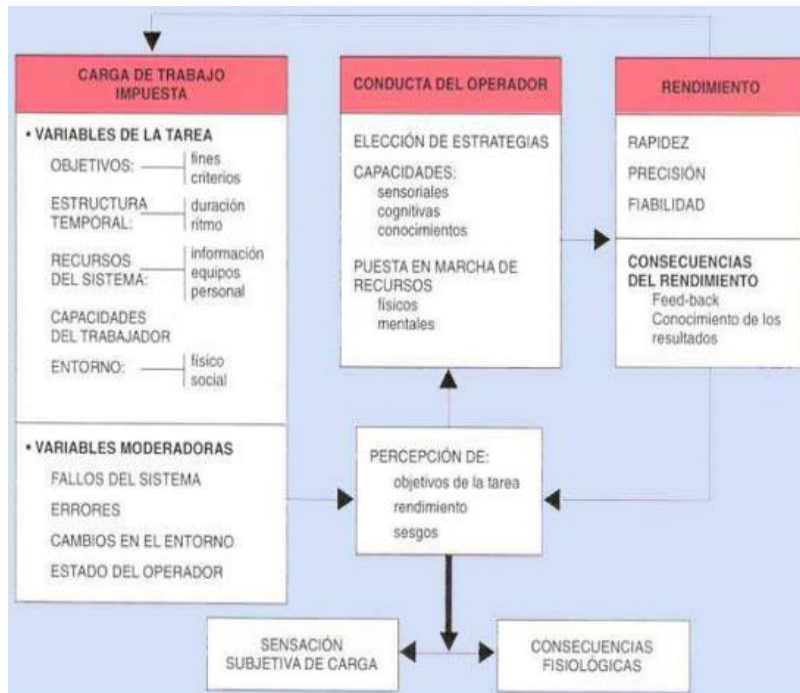 CARGA DE TRABAJO
IMPUESTA
• VARIABLES DE LA TAREA
OBJETIVOS:
fines
criterios
ESTRUCTURA
TEMPORAL:
duración
ritmo
RECURSOS
DEL SISTEMA:
información
equipos
personal
CAPACIDADES
DEL TRABAJADOR
ENTORNO:
físico
social
• VARIABLES MODERADORAS
FALLOS DEL SISTEMA
ERRORES
CAMBIOS EN EL ENTORNO
ESTADO DEL OPERADOR
CONDUCTA DEL OPERADOR
ELECCIÓN DE ESTRATEGIAS
CAPACIDADES:
sensoriales
cognitivas
conocimientos
PUESTA EN MARCHA DE
RECURSOS
físicos
mentales
RENDIMIENTO
RAPIDEZ
PRECISIÓN
FIABILIDAD
CONSECUENCIAS
DEL RENDIMIENTO
Feed-back
Conocimiento de los
resultados
PERCEPCIÓN DE:
objetivos de la tarea
rendimiento
sesgos
SENSACIÓN
SUBJETIVA DE CARGA
CONSECUENCIAS
FISIOLÓGICAS